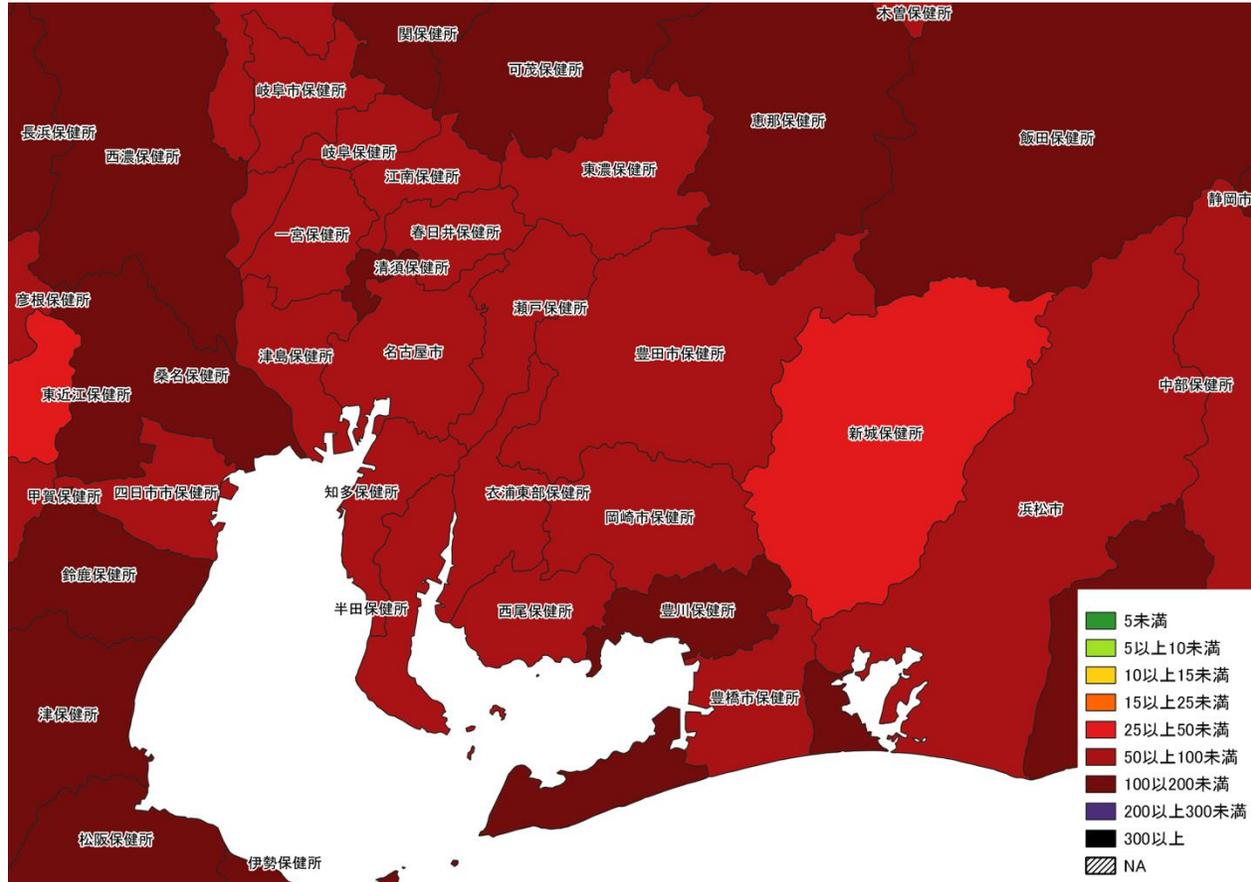 木曽保健所
関保健所
可茂保健所
岐阜市保健所
恵那保健所
長浜保健所
飯田保健所
西濃保健所
岐阜保健所
東濃保健所
江南保健所
静岡市
一宮保健所
春日井保健所
清須保健所
彦根保健所
瀬戸保健所
津島保健所
名古屋市
豊田市保健所
桑名保健所
中部保健所
東近江保健所
新城保健所
甲賀保健所
四日市市保健所
知多保健所
衣浦東部保健所
浜松市
岡崎市保健所
鈴鹿保健所
半田保健所
西尾保健所
豊川保健所
豊橋市保健所
津保健所
松阪保健所
伊勢保健所
5未満
5以上10未満
10以上15未満
15以上25未満
25以上50未満
50以上100未満
100以200未満
200以上300未満
300以上
NA